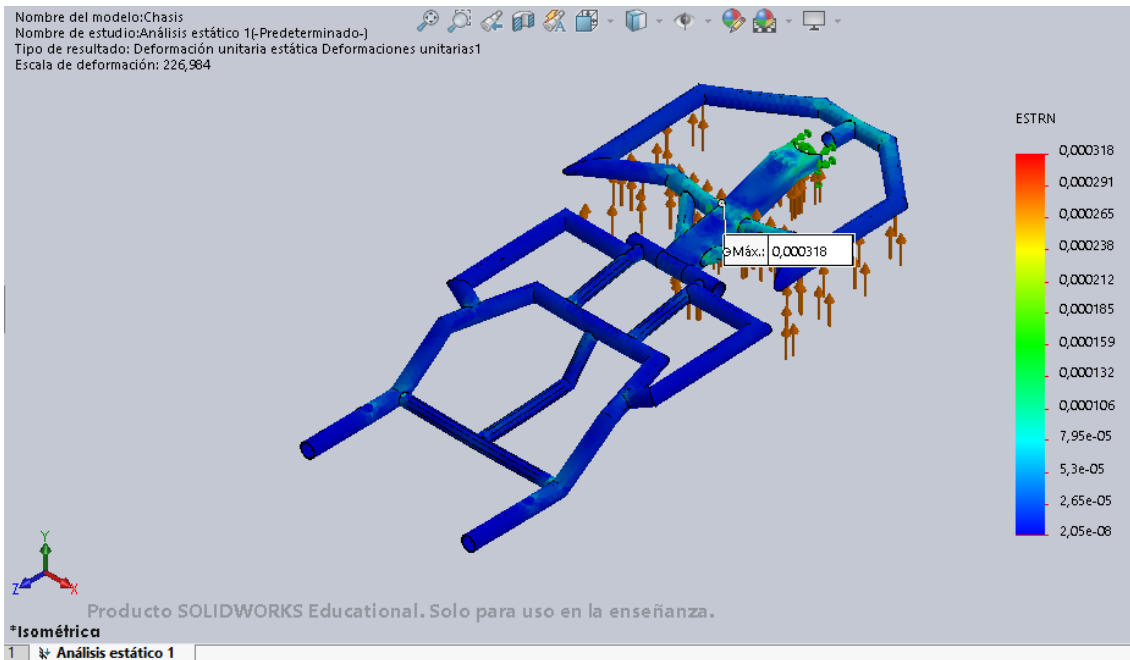 Nombre del modelo:Chasis
Nombre de estudio:Análisis estático 1(-Predeterminado-)
Tipo de resultado: Deformación unitaria estática Deformaciones unitarias1
Escala de deformación: 226,984
ESTRN
0,000318
0,000291
0,000265
0,000238
0,000212
0,000185
0,000159
0,000132
0,000106
7,95e-05
5,3e-05
2,65e-05
2,05e-08
Máx.: 0,000318
Y
Z
X
Producto SOLIDWORKS Educational. Solo para uso en la enseñanza.
*Isométrica
1 Análisis estático 1